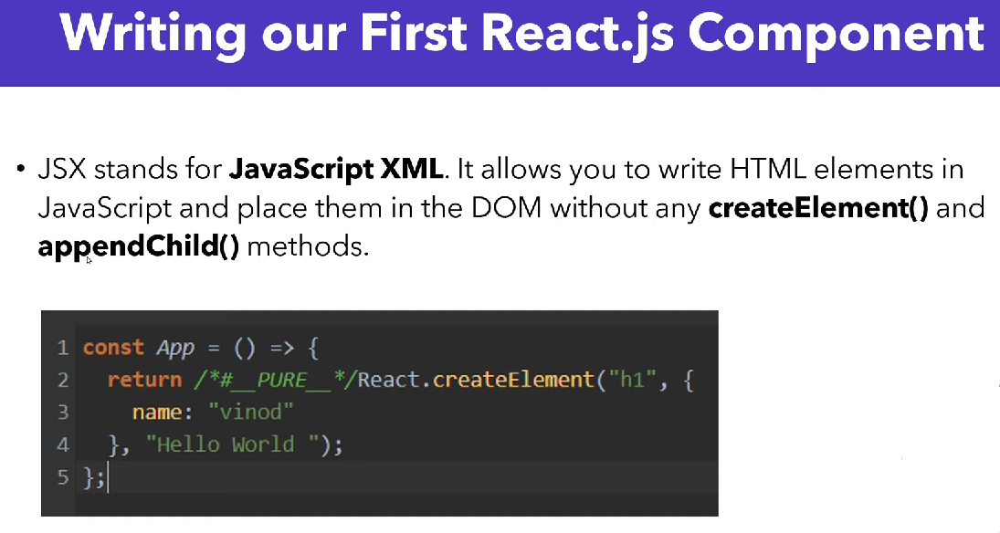 Writing our First React.js Component
• JSX stands for JavaScript XML. It allows you to write HTML elements in
JavaScript and place them in the DOM without any createElement() and
appendChild() methods.
1 const App = () => {
2   return /*#__PURE__*/React.createElement("h1", {
3     name: "vinod"
4   }, "Hello World ");
5 };